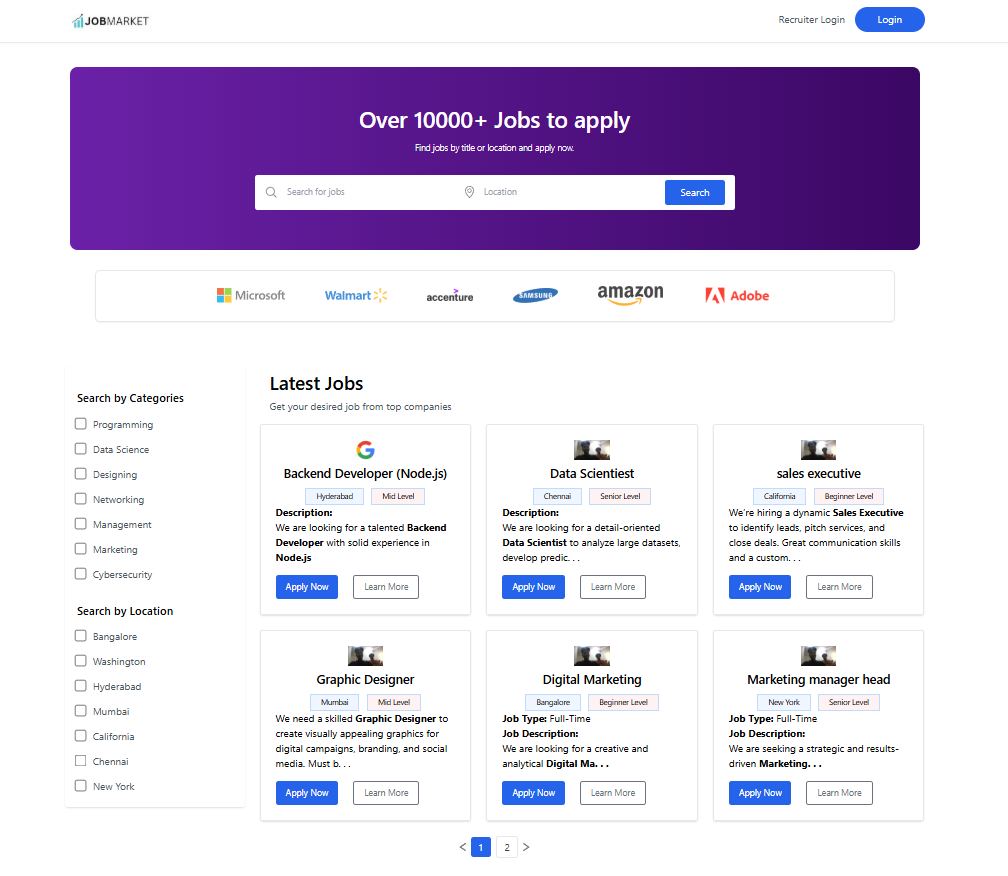 JOBMARKET
Recruiter Login
Login
Over 10000+ Jobs to apply
Find jobs by title or location and apply now.
Search for jobs
Location
Search
Microsoft
Walmart
accenture
SAMSUNG
amazon
Adobe
Search by Categories
Programming
Data Science
Designing
Networking
Management
Marketing
Cybersecurity
Search by Location
Bangalore
Washington
Hyderabad
Mumbai
California
Chennai
New York
Latest Jobs
Get your desired job from top companies
Backend Developer (Node.js)
Hyderabad Mid Level
Description:
We are looking for a talented Backend
Developer with solid experience in
Node.js
Apply Now Learn More
Data Scientiest
Chennai Senior Level
Description:
We are looking for a detail-oriented
Data Scientist to analyze large datasets,
develop predic. . .
Apply Now Learn More
sales executive
California Beginner Level
We're hiring a dynamic Sales Executive
to identify leads, pitch services, and
close deals. Great communication skills
and a custom. . .
Apply Now Learn More
Graphic Designer
Mumbai Mid Level
We need a skilled Graphic Designer to
create visually appealing graphics for
digital campaigns, branding, and social
media. Must b. . .
Apply Now Learn More
Digital Marketing
Bangalore Beginner Level
Job Type: Full-Time
Job Description:
We are looking for a creative and
analytical Digital Ma. . .
Apply Now Learn More
Marketing manager head
New York Senior Level
Job Type: Full-Time
Job Description:
We are seeking a strategic and results-
driven Marketing. . .
Apply Now Learn More
< 1 2 >